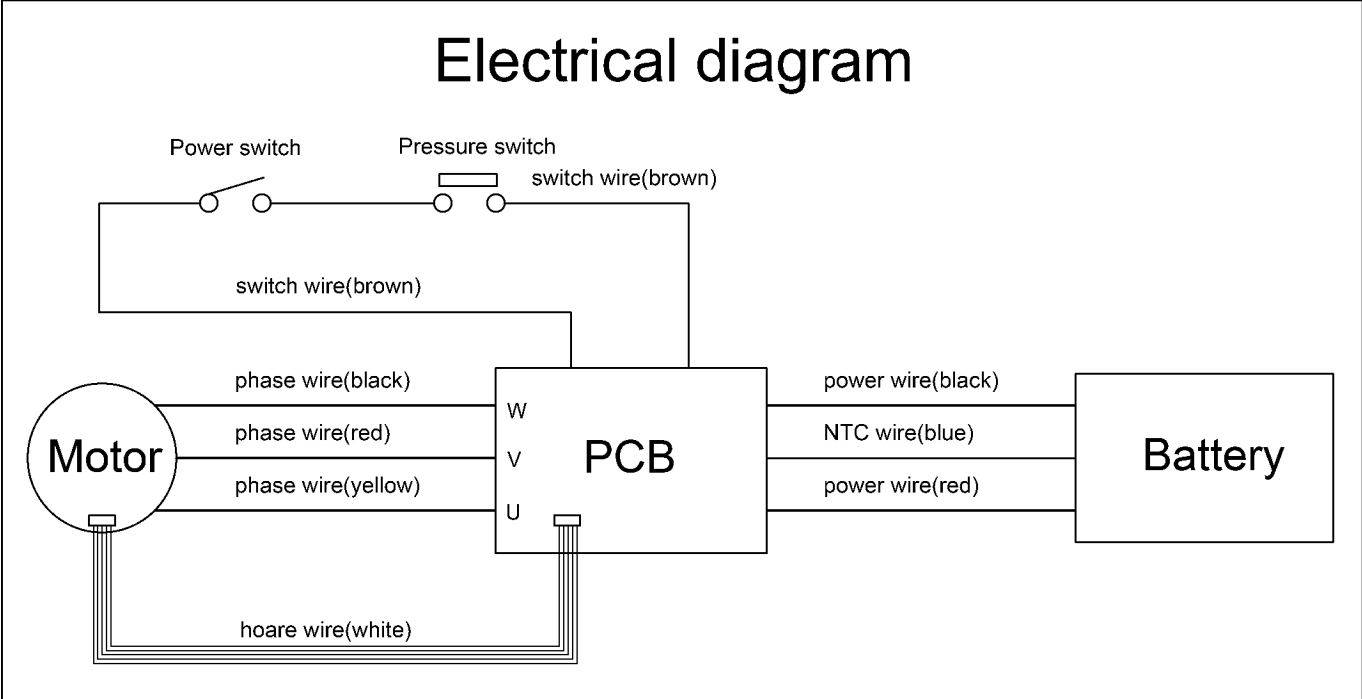 Electrical diagram
Power switch
Pressure switch
switch wire(brown)
switch wire(brown)
phase wire(black)
power wire(black)
W
phase wire(red)
NTC wire(blue)
Motor
V
PCB
Battery
phase wire(yellow)
power wire(red)
U
hoare wire(white)